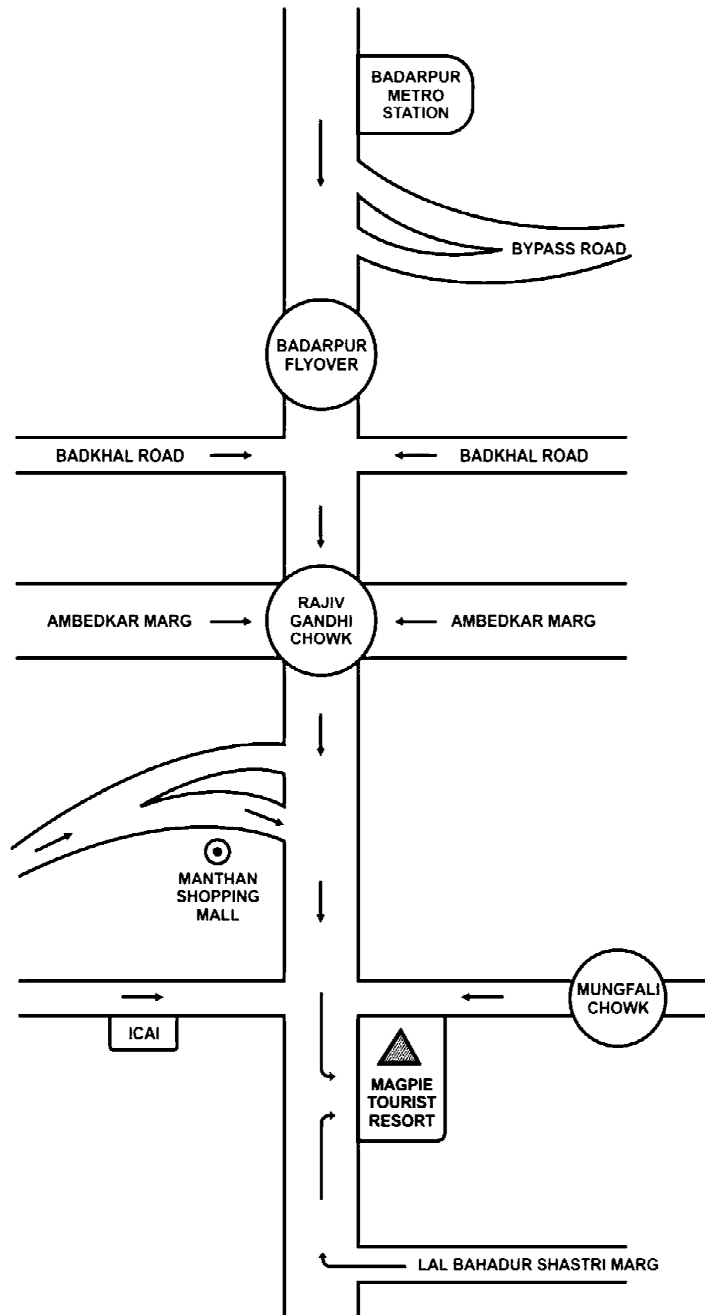 BADARPUR
METRO
STATION
BYPASS ROAD
BADARPUR
FLYOVER
BADKHAL ROAD
BADKHAL ROAD
AMBEDKAR MARG
RAJIV
GANDHI
CHOWK
AMBEDKAR MARG
MANTHAN
SHOPPING
MALL
MUNGFALI
CHOWK
ICAI
MAGPIE
TOURIST
RESORT
LAL BAHADUR SHASTRI MARG